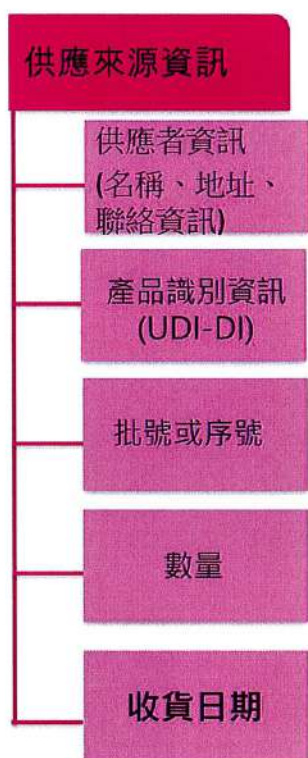 供應來源資訊
供應者資訊
(名稱、地址、
聯絡資訊)
產品識別資訊
(UDI-DI)
批號或序號
數量
收貨日期